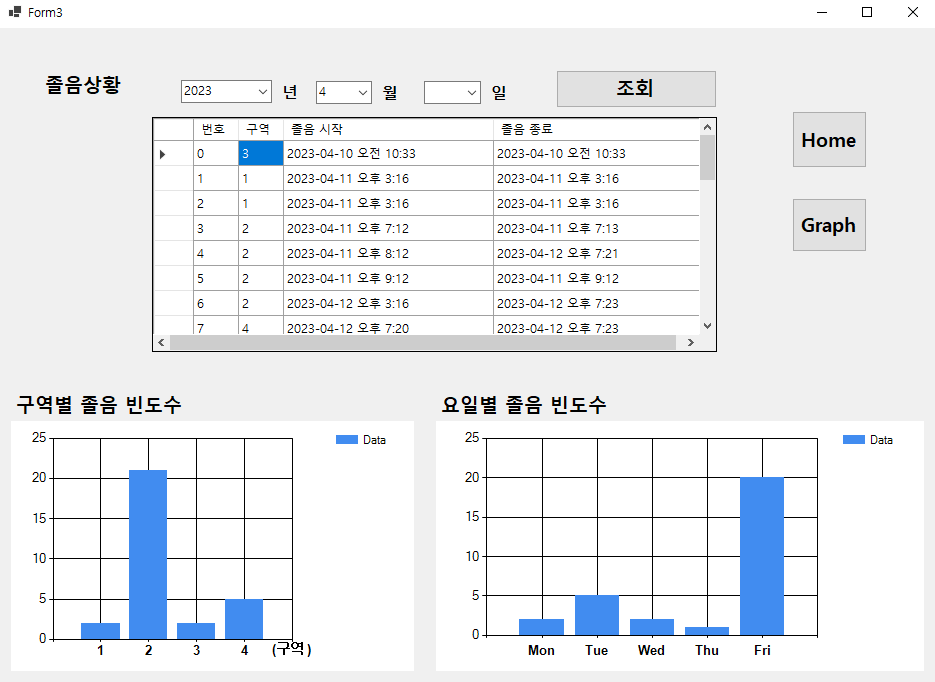 Form3
졸음상황 2023 년 4 월 일 조회
번호 구역 졸음 시작 졸음 종료
0 3 2023-04-10 오전 10:33 2023-04-10 오전 10:33
1 1 2023-04-11 오후 3:16 2023-04-11 오후 3:16
2 1 2023-04-11 오후 3:16 2023-04-11 오후 3:16
3 2 2023-04-11 오후 7:12 2023-04-11 오후 7:13
4 2 2023-04-11 오후 8:12 2023-04-12 오후 7:21
5 2 2023-04-11 오후 9:12 2023-04-11 오후 9:12
6 2 2023-04-12 오후 3:16 2023-04-12 오후 7:23
7 4 2023-04-12 오후 7:20 2023-04-12 오후 7:23
Home
Graph
구역별 졸음 빈도수
25
20
15
10
5
0
1 2 3 4 (구역)
Data
요일별 졸음 빈도수
25
20
15
10
5
0
Mon Tue Wed Thu Fri
Data